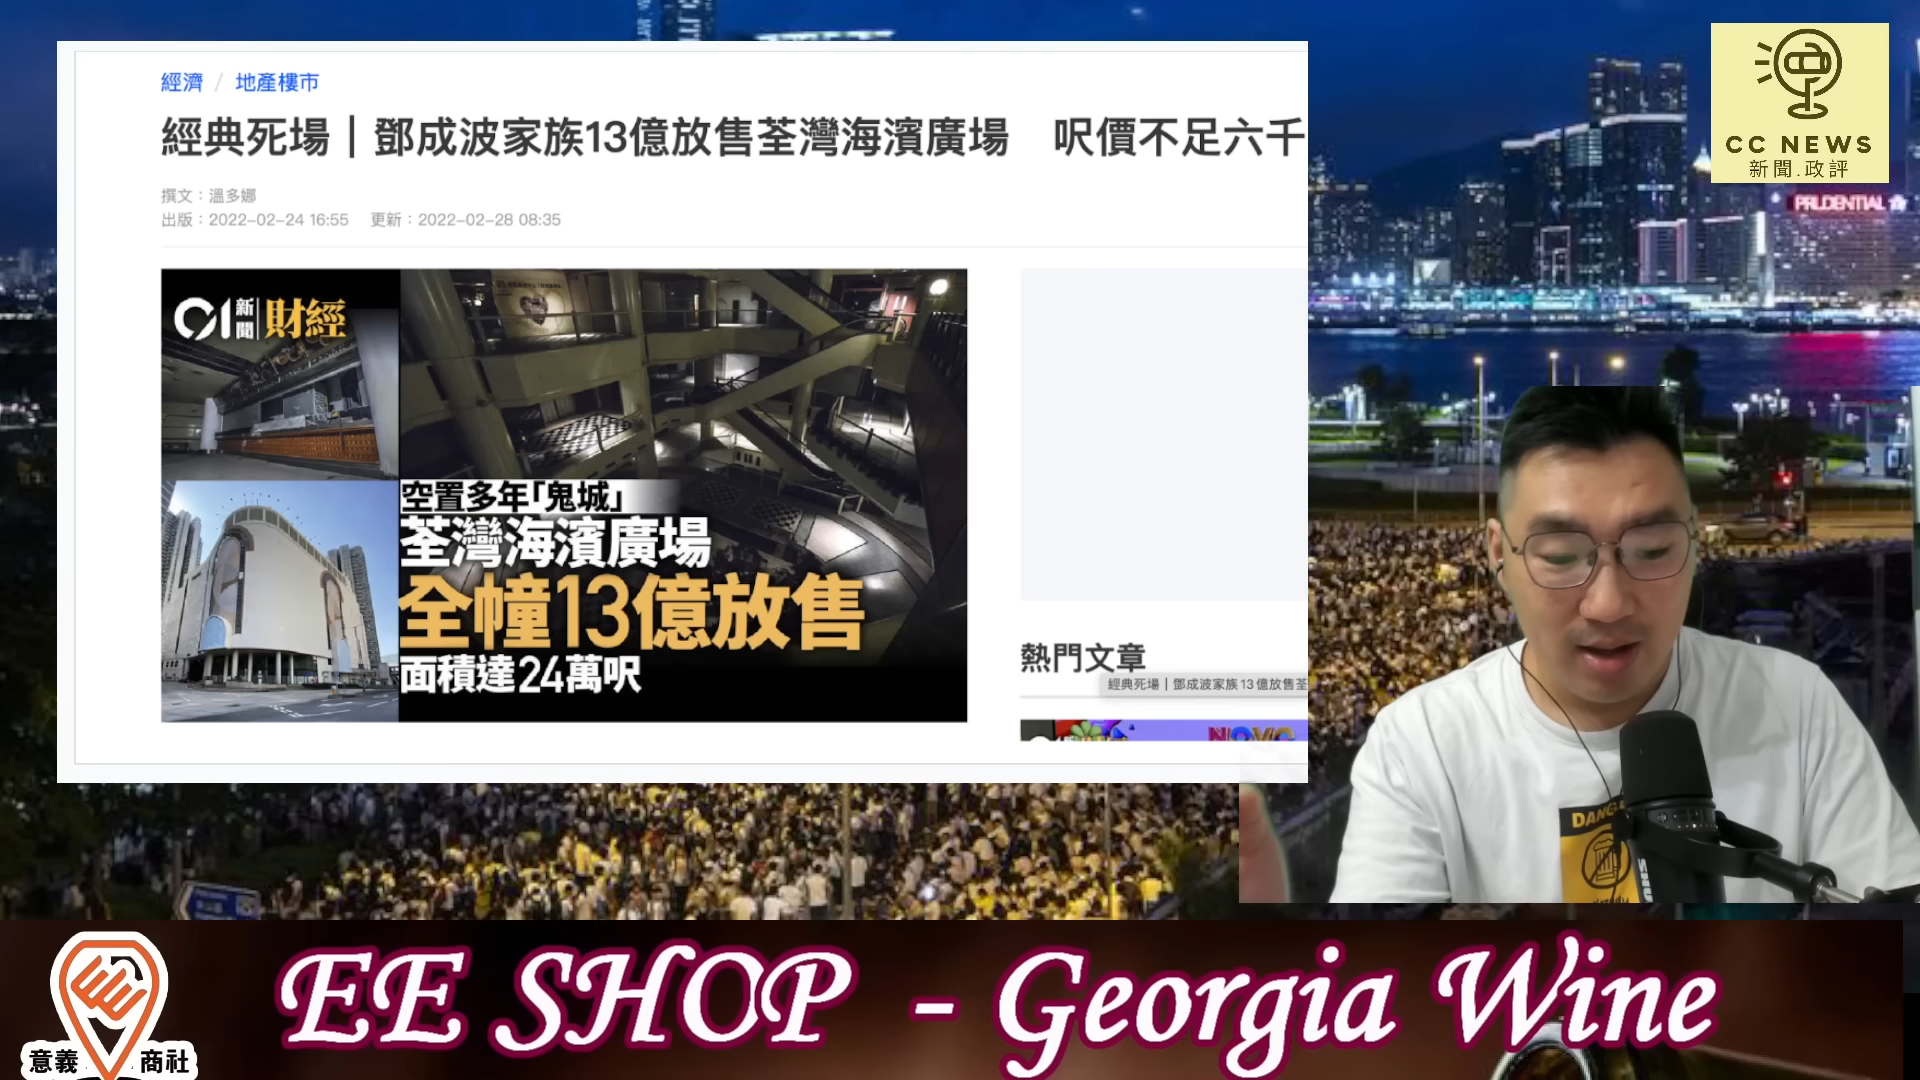 經濟 / 地產樓市
經典死場｜鄧成波家族13億放售荃灣海濱廣場　呎價不足六千
撰文：溫多娜
出版：2022-02-24 16:55 更新：2022-02-28 08:35
01 新聞 財經
空置多年「鬼城」
荃灣海濱廣場
全幢13億放售
面積達24萬呎
熱門文章
經典死場｜鄧成波家族13億放售荃
CC NEWS
新聞.政評
PRUDENTIAL
EE SHOP - Georgia Wine
意義 商社